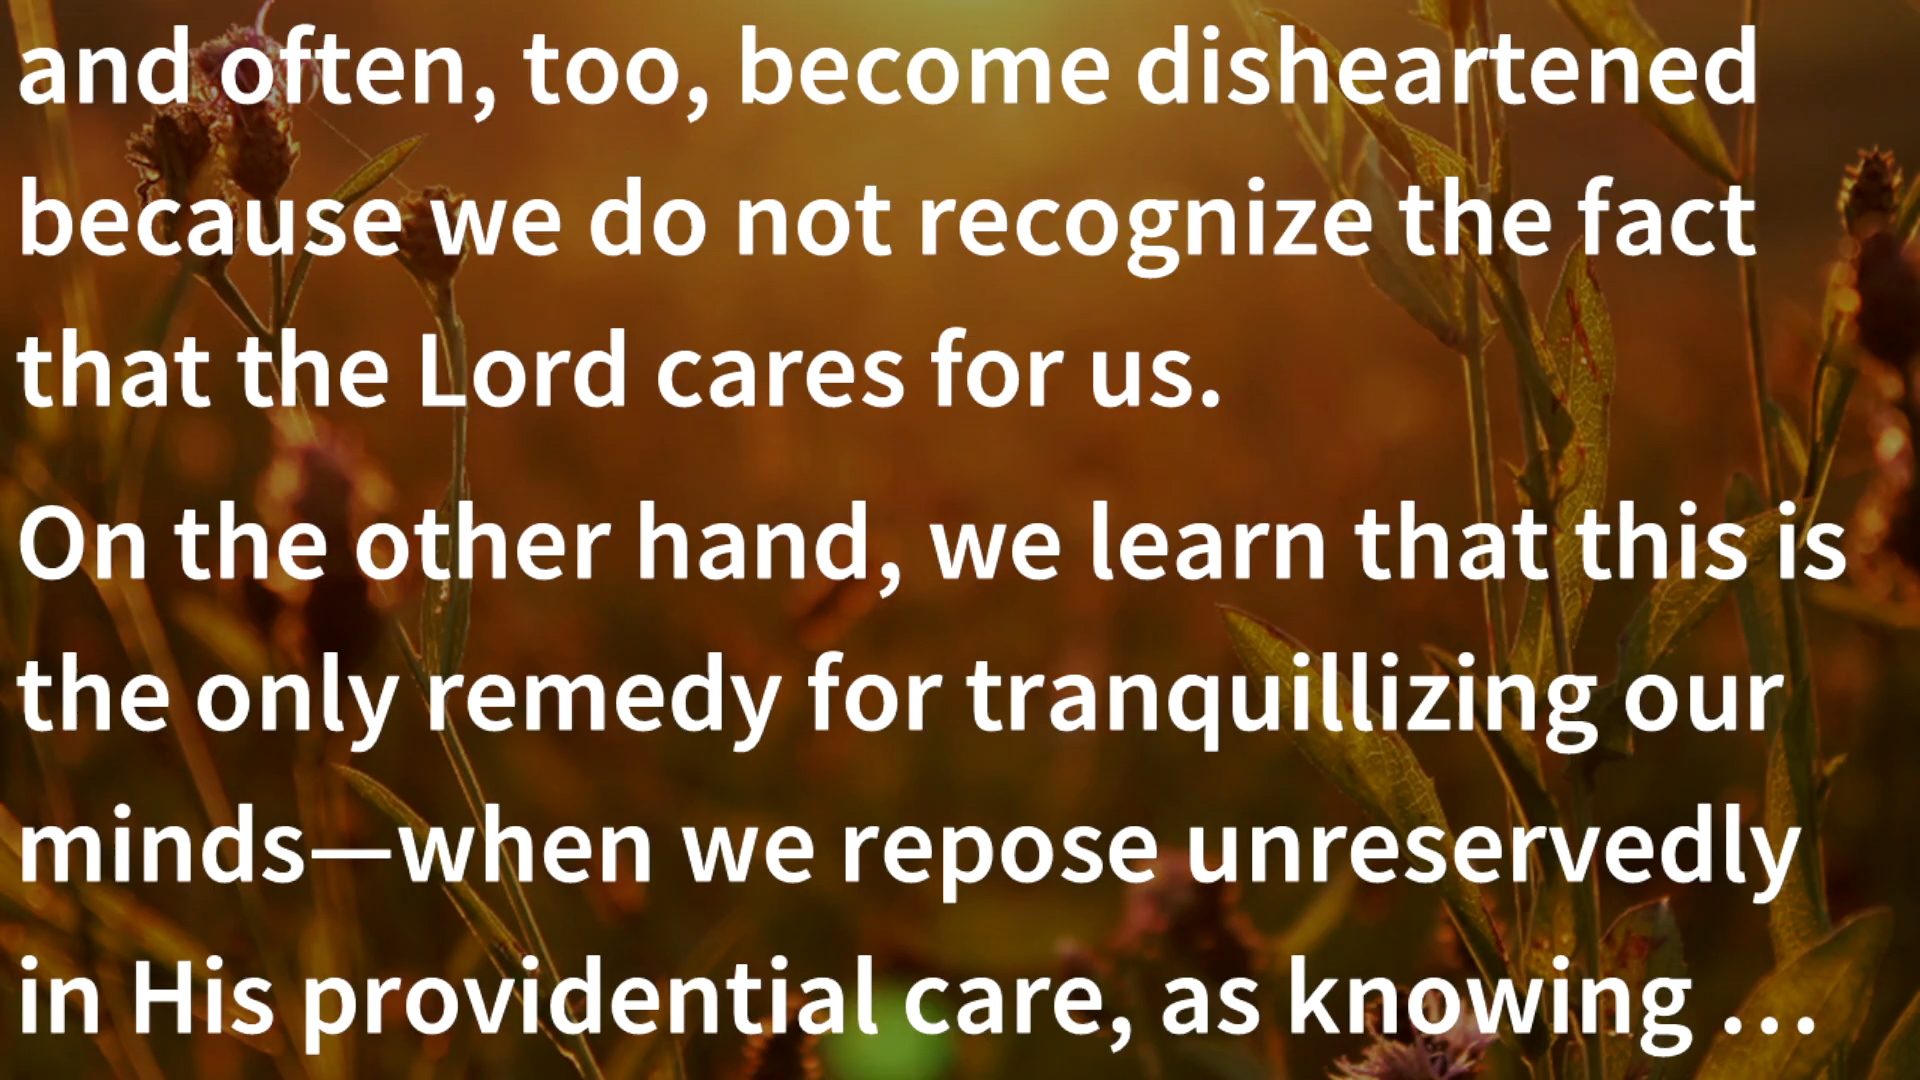 and often, too, become disheartened
because we do not recognize the fact
that the Lord cares for us.
On the other hand, we learn that this is
the only remedy for tranquillizing our
minds—when we repose unreservedly
in His providential care, as knowing …